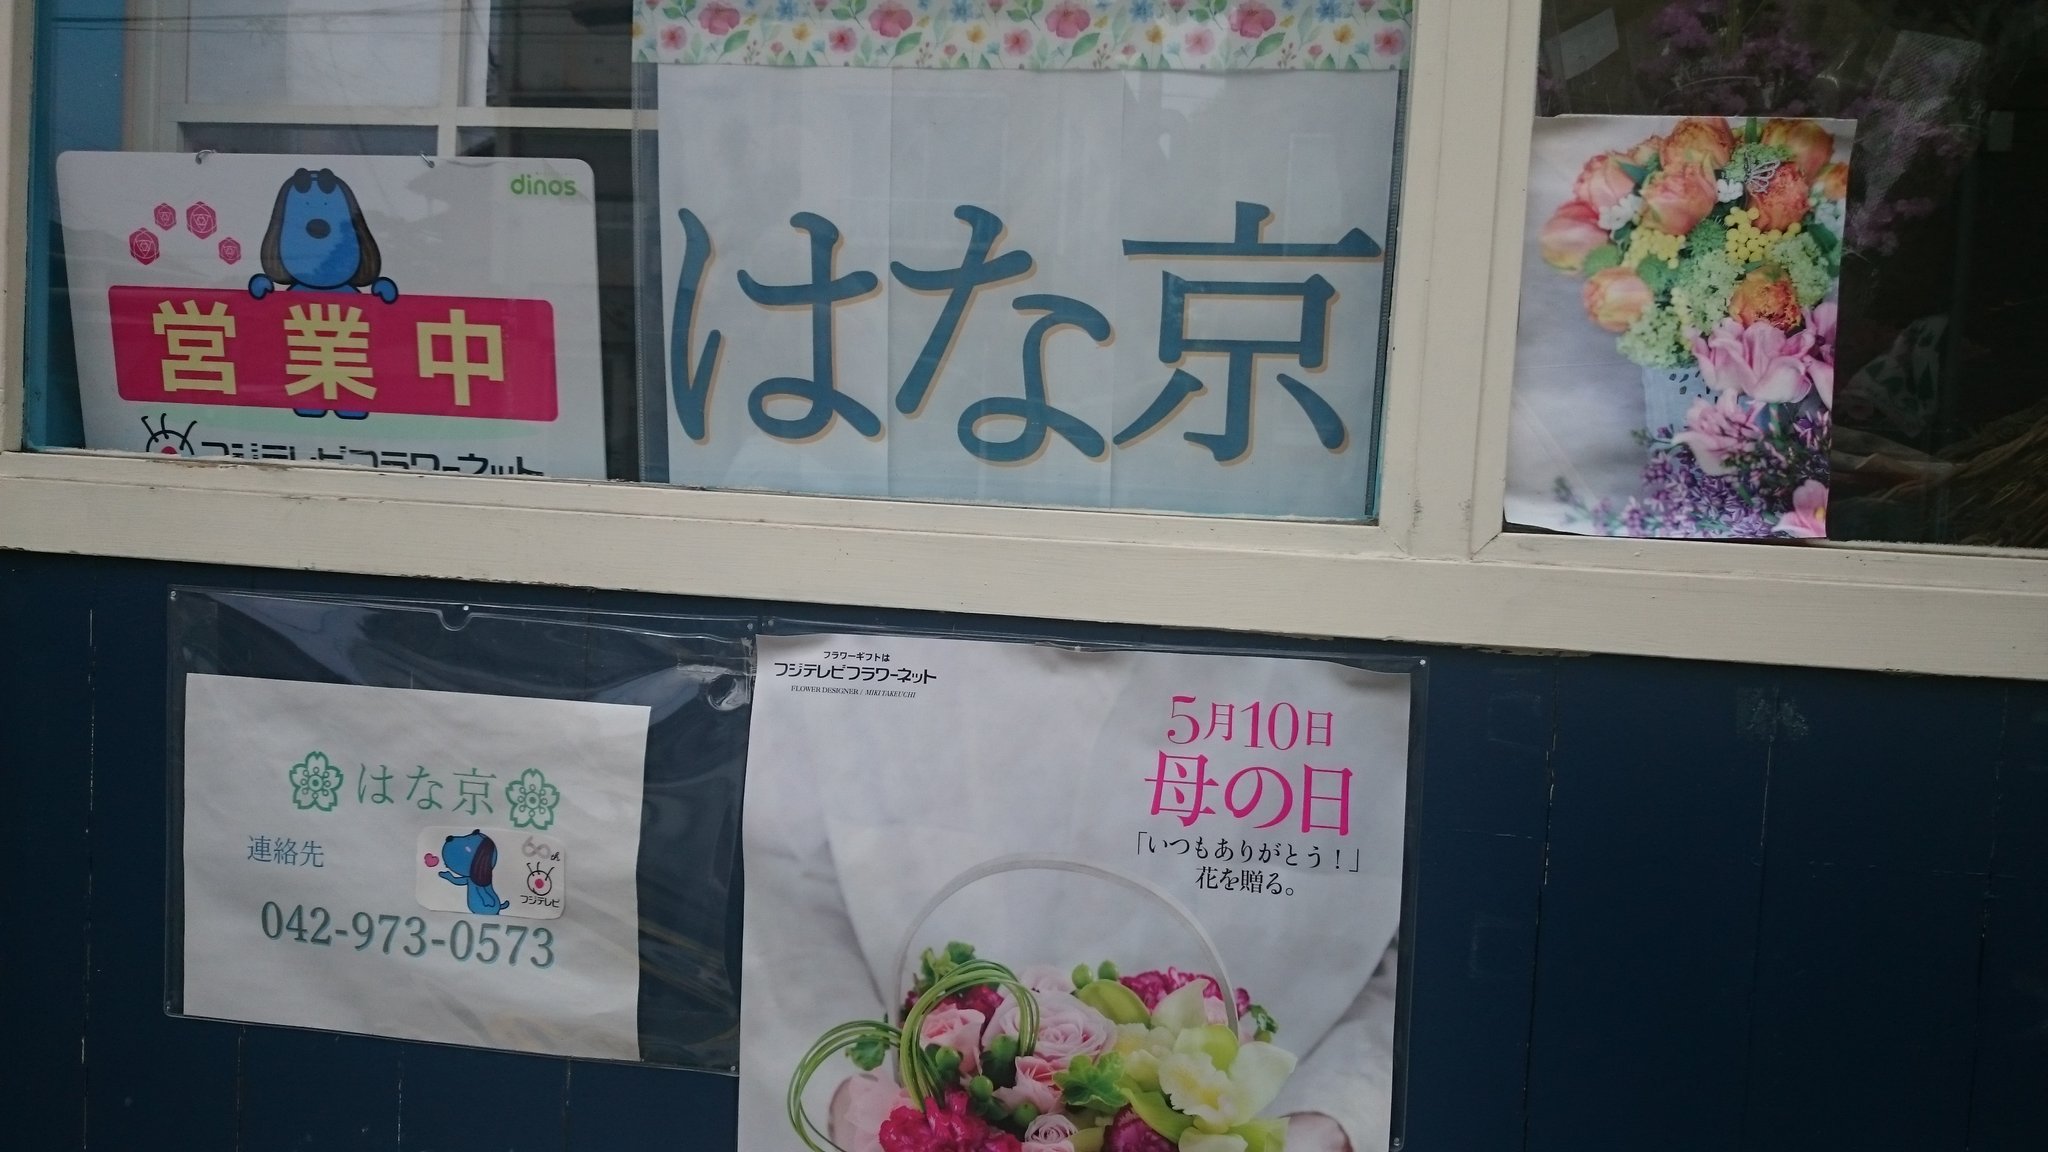 dinos
営業中
フジテレビフラワーネット
はな京
はな京
連絡先
60th
フジテレビ
042-973-0573
フラワーギフトは
フジテレビフラワーネット
FLOWER DESIGNER / MIKI TAKEUCHI
5月10日
母の日
「いつもありがとう！」
花を贈る。